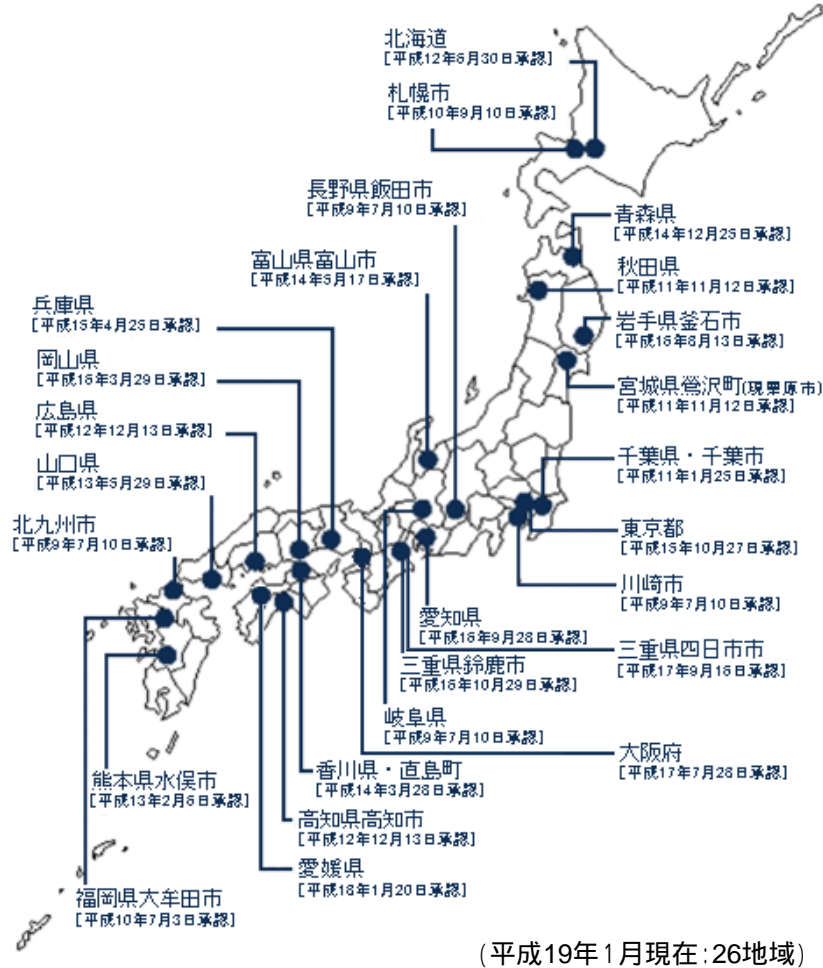 北海道
[平成12年6月30日承認]
札幌市
[平成10年9月10日承認]
長野県飯田市
[平成9年7月10日承認]
青森県
[平成14年12月25日承認]
富山県富山市
[平成14年5月17日承認]
秋田県
[平成11年11月12日承認]
兵庫県
[平成15年4月25日承認]
岩手県釜石市
[平成16年8月13日承認]
岡山県
[平成16年3月29日承認]
宮城県鶯沢町(現栗原市)
[平成11年11月12日承認]
広島県
[平成12年12月13日承認]
千葉県・千葉市
[平成11年1月25日承認]
山口県
[平成13年5月29日承認]
北九州市
[平成9年7月10日承認]
東京都
[平成15年10月27日承認]
川崎市
[平成9年7月10日承認]
愛知県
[平成16年9月28日承認]
三重県四日市市
[平成17年9月16日承認]
三重県鈴鹿市
[平成16年10月29日承認]
岐阜県
[平成9年7月10日承認]
大阪府
[平成17年7月28日承認]
熊本県水俣市
[平成13年2月6日承認]
香川県・直島町
[平成14年3月28日承認]
高知県高知市
[平成12年12月13日承認]
愛媛県
[平成18年1月20日承認]
福岡県大牟田市
[平成10年7月3日承認]
(平成19年1月現在:26地域)